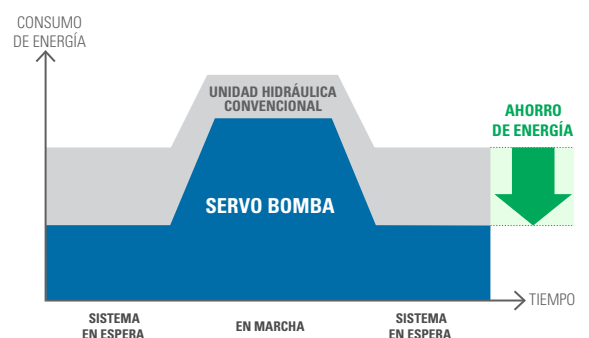 CONSUMO
DE ENERGÍA
UNIDAD HIDRÁULICA
CONVENCIONAL
AHORRO
DE ENERGÍA
SERVO BOMBA
TIEMPO
SISTEMA
EN ESPERA
EN MARCHA
SISTEMA
EN ESPERA